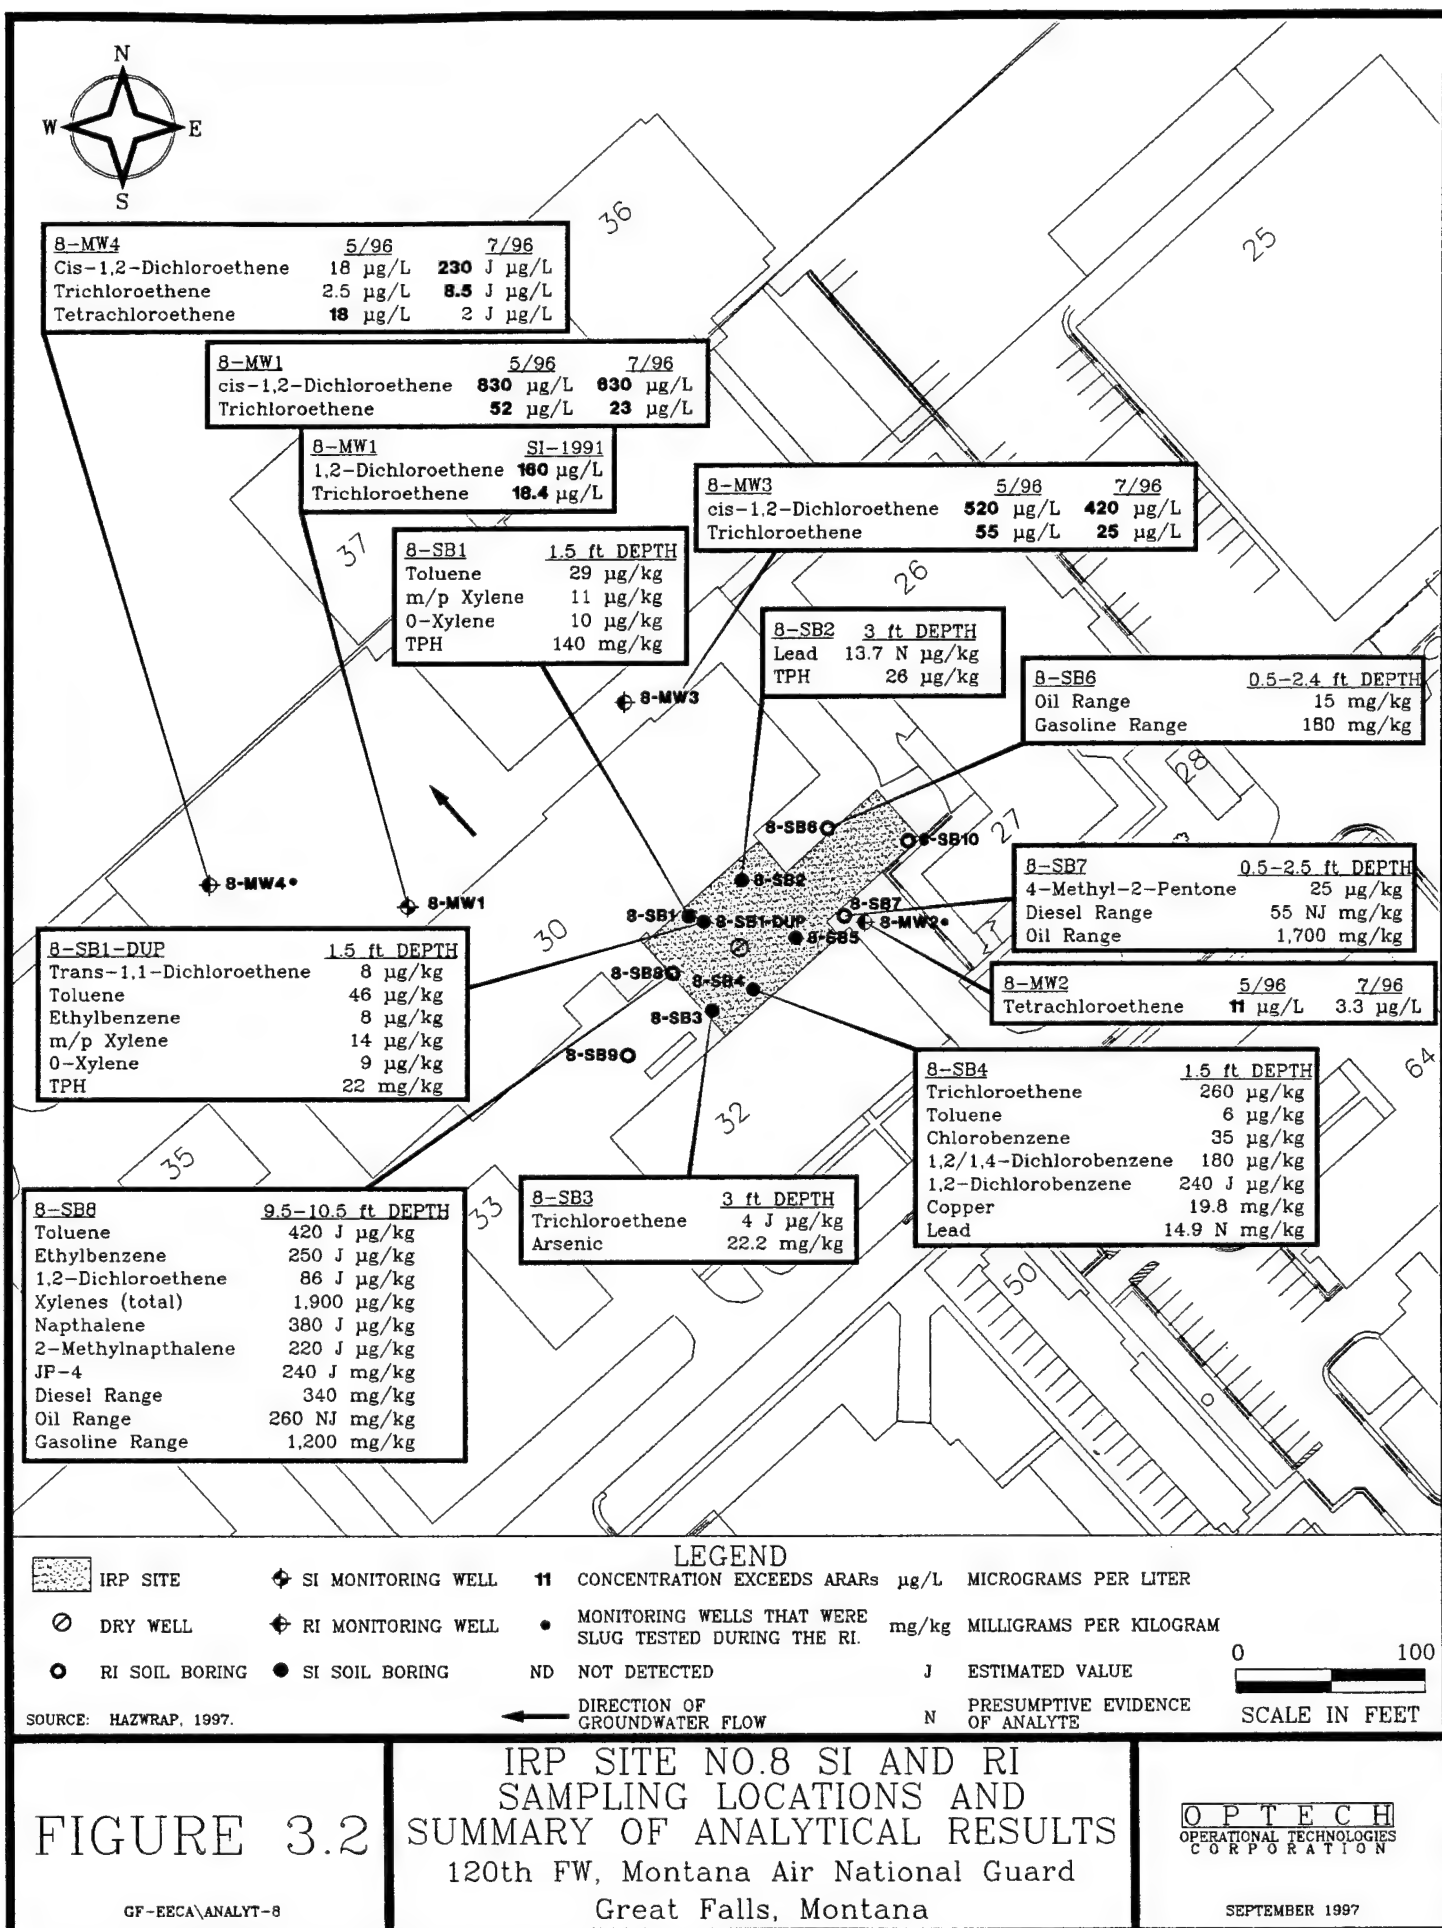 N
W E
S
36
25
8-MW4 5/96 7/96
Cis-1,2-Dichloroethene 18 µg/L 230 J µg/L
Trichloroethene 2.5 µg/L 8.5 J µg/L
Tetrachloroethene 18 µg/L 2 J µg/L
8-MW1 5/96 7/96
cis-1,2-Dichloroethene 830 µg/L 630 µg/L
Trichloroethene 52 µg/L 23 µg/L
8-MW1 SI-1991
1,2-Dichloroethene 160 µg/L
Trichloroethene 18.4 µg/L
8-MW3 5/96 7/96
cis-1,2-Dichloroethene 520 µg/L 420 µg/L
Trichloroethene 55 µg/L 25 µg/L
37
26
8-SB1 1.5 ft DEPTH
Toluene 29 µg/kg
m/p Xylene 11 µg/kg
0-Xylene 10 µg/kg
TPH 140 mg/kg
8-SB2 3 ft DEPTH
Lead 13.7 N µg/kg
TPH 26 µg/kg
8-SB6 0.5-2.4 ft DEPTH
Oil Range 15 mg/kg
Gasoline Range 180 mg/kg
8-MW3
28
27
8-SB6
8-SB10
8-SB2
8-MW4•
8-MW1
8-SB1
8-SB1-DUP
8-SB7
8-MW2•
8-SB5
30
8-SB8
8-SB4
8-SB3
8-SB9
8-SB7 0.5-2.5 ft DEPTH
4-Methyl-2-Pentone 25 µg/kg
Diesel Range 55 NJ mg/kg
Oil Range 1,700 mg/kg
8-SB1-DUP 1.5 ft DEPTH
Trans-1,1-Dichloroethene 8 µg/kg
Toluene 46 µg/kg
Ethylbenzene 8 µg/kg
m/p Xylene 14 µg/kg
0-Xylene 9 µg/kg
TPH 22 mg/kg
8-MW2 5/96 7/96
Tetrachloroethene 11 µg/L 3.3 µg/L
64
32
35
33
50
8-SB4 1.5 ft DEPTH
Trichloroethene 260 µg/kg
Toluene 6 µg/kg
Chlorobenzene 35 µg/kg
1,2/1,4-Dichlorobenzene 180 µg/kg
1,2-Dichlorobenzene 240 J µg/kg
Copper 19.8 mg/kg
Lead 14.9 N mg/kg
8-SB3 3 ft DEPTH
Trichloroethene 4 J µg/kg
Arsenic 22.2 mg/kg
8-SB8 9.5-10.5 ft DEPTH
Toluene 420 J µg/kg
Ethylbenzene 250 J µg/kg
1,2-Dichloroethene 86 J µg/kg
Xylenes (total) 1,900 µg/kg
Napthalene 380 J µg/kg
2-Methylnapthalene 220 J µg/kg
JP-4 240 J mg/kg
Diesel Range 340 mg/kg
Oil Range 260 NJ mg/kg
Gasoline Range 1,200 mg/kg
LEGEND
IRP SITE
DRY WELL
RI SOIL BORING
SI MONITORING WELL
RI MONITORING WELL
SI SOIL BORING
11 CONCENTRATION EXCEEDS ARARs
• MONITORING WELLS THAT WERE
SLUG TESTED DURING THE RI.
ND NOT DETECTED
DIRECTION OF
GROUNDWATER FLOW
µg/L MICROGRAMS PER LITER
mg/kg MILLIGRAMS PER KILOGRAM
J ESTIMATED VALUE
N PRESUMPTIVE EVIDENCE
OF ANALYTE
0 100
SCALE IN FEET
SOURCE: HAZWRAP, 1997.
FIGURE 3.2
GF-EECA\ANALYT-8
IRP SITE NO.8 SI AND RI
SAMPLING LOCATIONS AND
SUMMARY OF ANALYTICAL RESULTS
120th FW, Montana Air National Guard
Great Falls, Montana
OPTECH
OPERATIONAL TECHNOLOGIES
CORPORATION
SEPTEMBER 1997